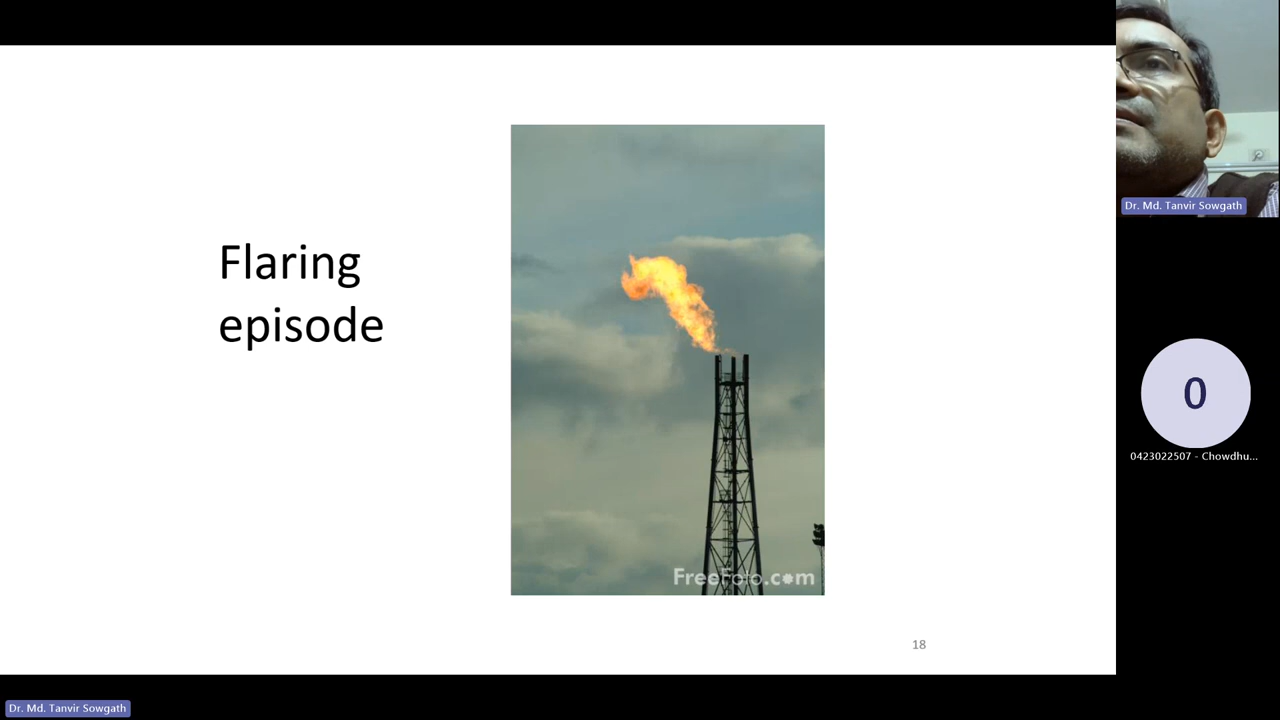 Flaring
episode
FreeFoto.com
18
Dr. Md. Tanvir Sowgath
0
0423022507 - Chowdhu...
Dr. Md. Tanvir Sowgath